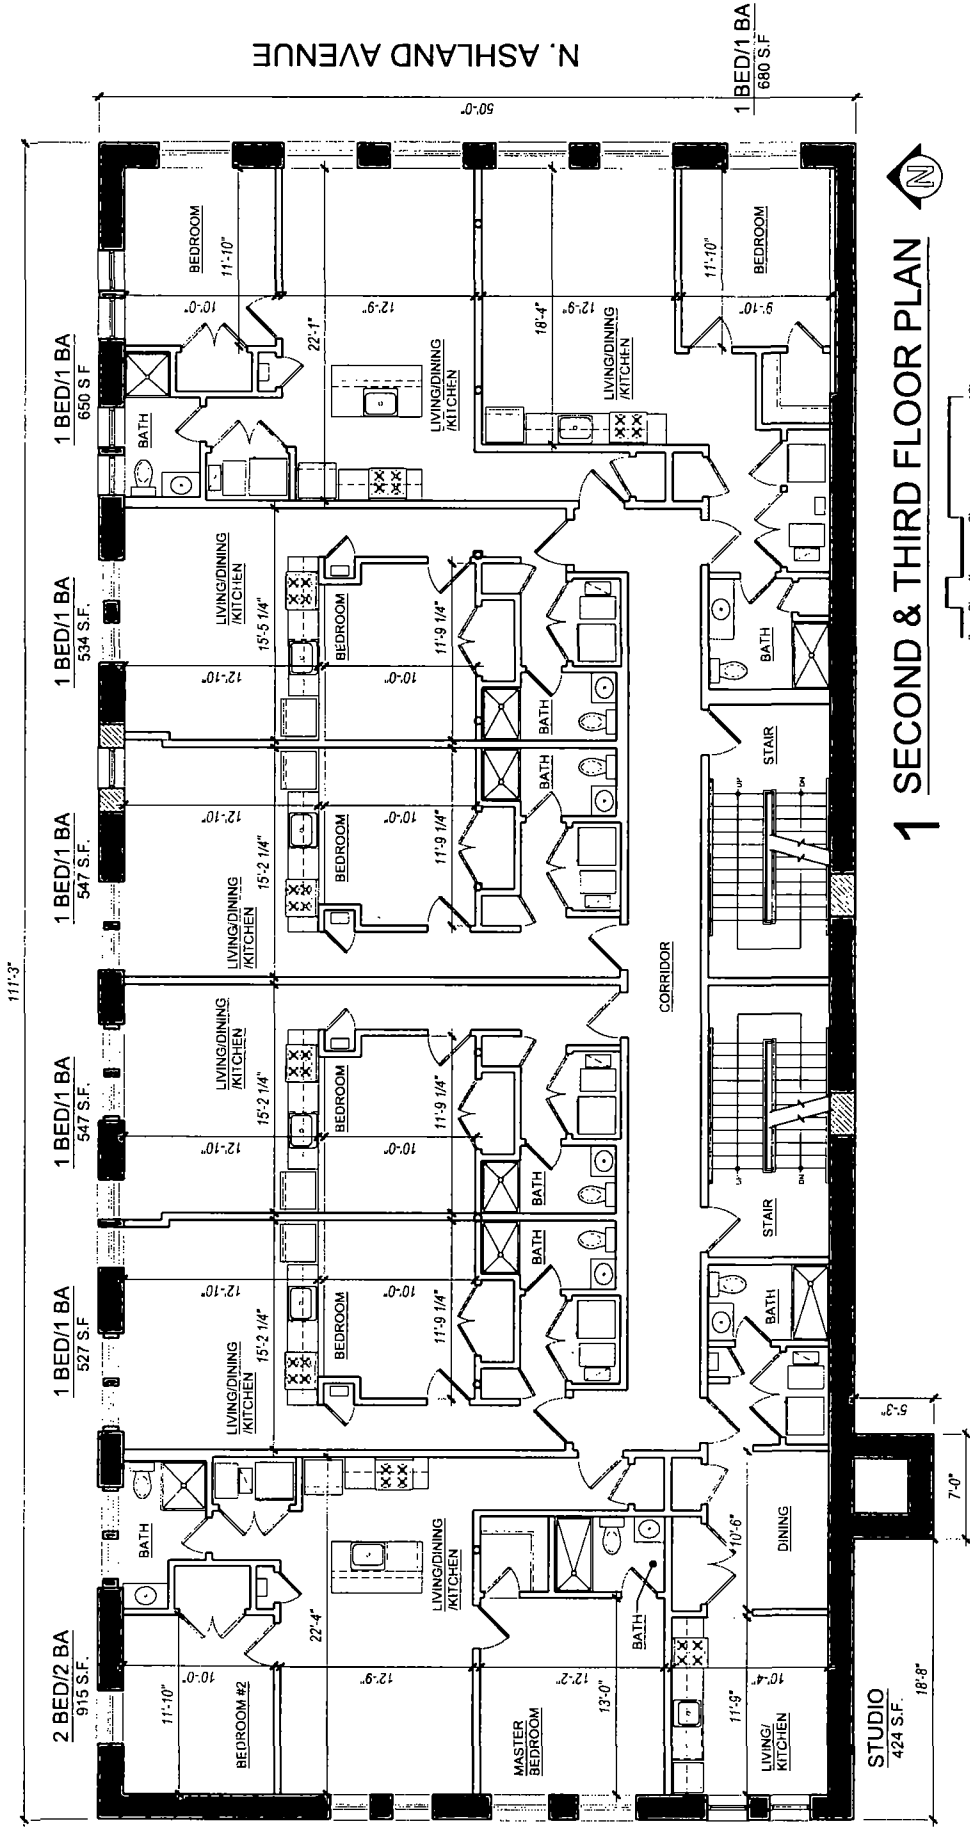 N. ASHLAND AVENUE
111'-3"
50'-0"
2 BED/2 BA
915 S.F.
1 BED/1 BA
527 S.F
1 BED/1 BA
547 S.F.
1 BED/1 BA
547 S.F.
1 BED/1 BA
534 S.F.
1 BED/1 BA
650 S F
1 BED/1 BA
680 S.F
STUDIO
424 S.F.
BEDROOM #2
11'-10"
10'-0"
BATH
22'-4"
12'-9"
LIVING/DINING
/KITCHEN
MASTER
BEDROOM
13'-0"
12'-2"
BATH
LIVING/
KITCHEN
11'-9"
10'-4"
10'-6"
DINING
BATH
LIVING/DINING
/KITCHEN
15'-2 1/4"
12'-10"
BEDROOM
10'-0"
11'-9 1/4"
BATH
LIVING/DINING
/KITCHEN
15'-2 1/4"
12'-10"
BEDROOM
10'-0"
11'-9 1/4"
BATH
LIVING/DINING
/KITCHEN
15'-2 1/4"
12'-10"
BEDROOM
10'-0"
11'-9 1/4"
BATH
LIVING/DINING
/KITCHEN
15'-5 1/4"
12'-10"
BEDROOM
10'-0"
11'-9 1/4"
BATH
BATH
BEDROOM
11'-10"
10'-0"
22'-1"
12'-9"
LIVING/DINING
/KITCHEN
18'-4"
12'-9"
LIVING/DINING
/KITCHEN
11'-10"
BEDROOM
9'-10"
BATH
CORRIDOR
STAIR
UP
DN
STAIR
UP
DN
5'-3"
7'-0"
18'-8"
1 SECOND & THIRD FLOOR PLAN
N